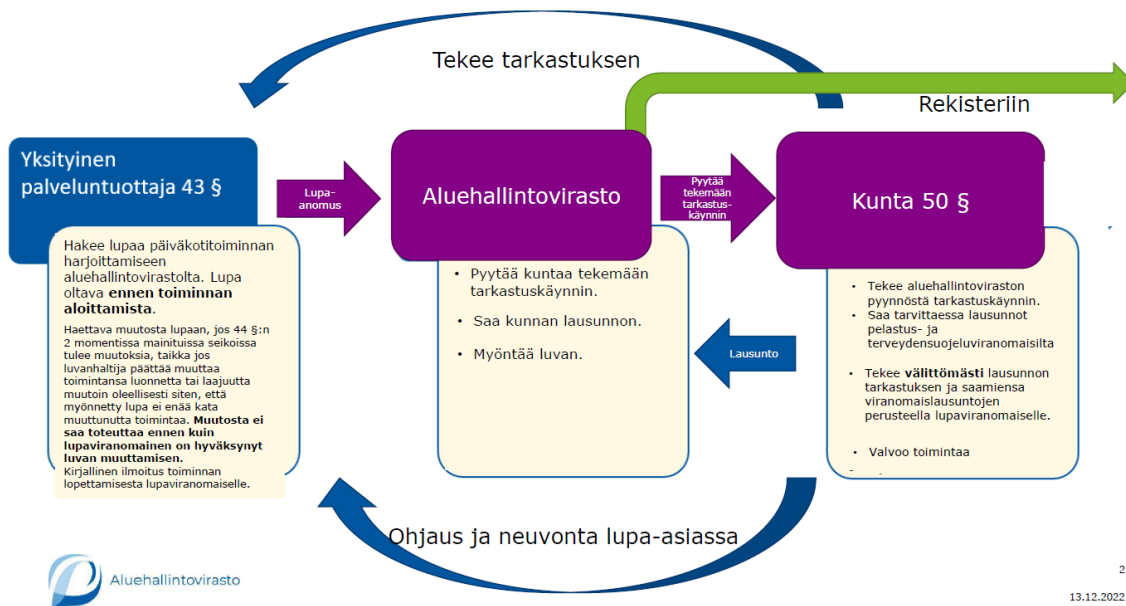 Tekee tarkastuksen
Rekisteriin
Yksityinen
palveluntuottaja 43 §
Lupa-
anomus
Aluehallintovirasto
Pyytää
tekemään
tarkastus-
käynnin
Kunta 50 §
Hakee lupaa päiväkotitoiminnan
harjoittamiseen
aluehallintovirastolta. Lupa
oltava ennen toiminnan
aloittamista.
Haettava muutosta lupaan, jos 44 §:n
2 momentissa mainituissa seikoissa
tulee muutoksia, taikka jos
luvanhaltija päättää muuttaa
toimintansa luonnetta tai laajuutta
muutoin oleellisesti siten, että
myönnetty lupa ei enää kata
muuttunutta toimintaa. Muutosta ei
saa toteuttaa ennen kuin
lupaviranomainen on hyväksynyt
luvan muuttamisen.
Kirjallinen ilmoitus toiminnan
lopettamisesta lupaviranomaiselle.
• Pyytää kuntaa tekemään
tarkastuskäynnin.
• Saa kunnan lausunnon.
• Myöntää luvan.
Lausunto
• Tekee aluehallintoviraston
pyynnöstä tarkastuskäynnin.
• Saa tarvittaessa lausunnot
pelastus- ja
terveydensuojeluviranomaisilta
• Tekee välittömästi lausunnon
tarkastuksen ja saamiensa
viranomaislausuntojen
perusteella lupaviranomaiselle.
• Valvoo toimintaa
Ohjaus ja neuvonta lupa-asiassa
Aluehallintovirasto
2
13.12.2022